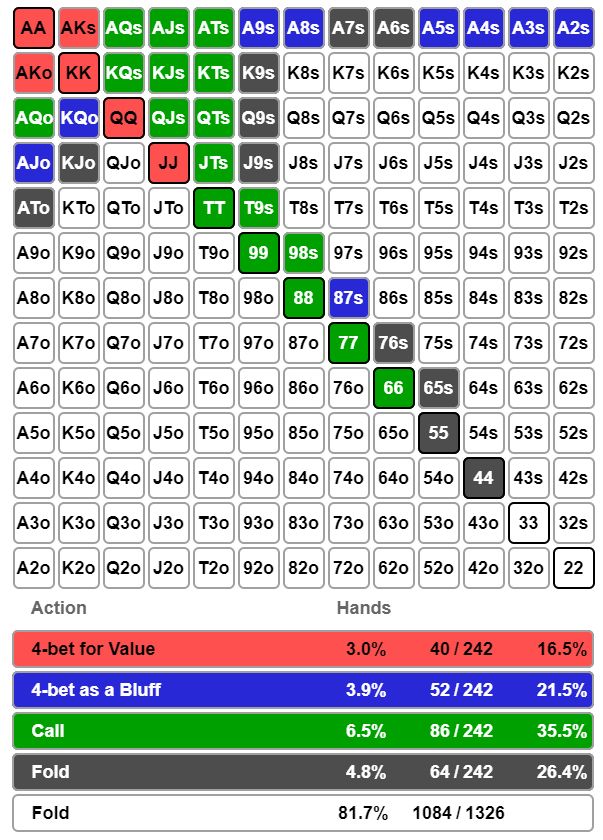 AA AKs AQs AJs ATs A9s A8s A7s A6s A5s A4s A3s A2s
AKo KK KQs KJs KTs K9s K8s K7s K6s K5s K4s K3s K2s
AQo KQo QQ QJs QTs Q9s Q8s Q7s Q6s Q5s Q4s Q3s Q2s
AJo KJo QJo JJ JTs J9s J8s J7s J6s J5s J4s J3s J2s
ATo KTo QTo JTo TT T9s T8s T7s T6s T5s T4s T3s T2s
A9o K9o Q9o J9o T9o 99 98s 97s 96s 95s 94s 93s 92s
A8o K8o Q8o J8o T8o 98o 88 87s 86s 85s 84s 83s 82s
A7o K7o Q7o J7o T7o 97o 87o 77 76s 75s 74s 73s 72s
A6o K6o Q6o J6o T6o 96o 86o 76o 66 65s 64s 63s 62s
A5o K5o Q5o J5o T5o 95o 85o 75o 65o 55 54s 53s 52s
A4o K4o Q4o J4o T4o 94o 84o 74o 64o 54o 44 43s 42s
A3o K3o Q3o J3o T3o 93o 83o 73o 63o 53o 43o 33 32s
A2o K2o Q2o J2o T2o 92o 82o 72o 62o 52o 42o 32o 22
Action Hands
4-bet for Value 3.0% 40 / 242 16.5%
4-bet as a Bluff 3.9% 52 / 242 21.5%
Call 6.5% 86 / 242 35.5%
Fold 4.8% 64 / 242 26.4%
Fold 81.7% 1084 / 1326